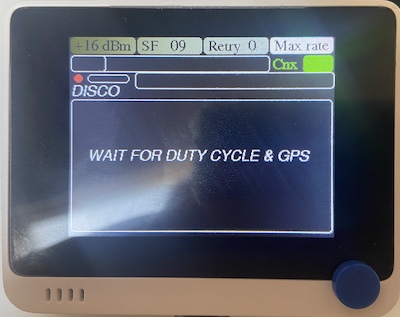 +16 dBm SF 09 Retry 0 Max rate
Cnx
DISCO
WAIT FOR DUTY CYCLE & GPS